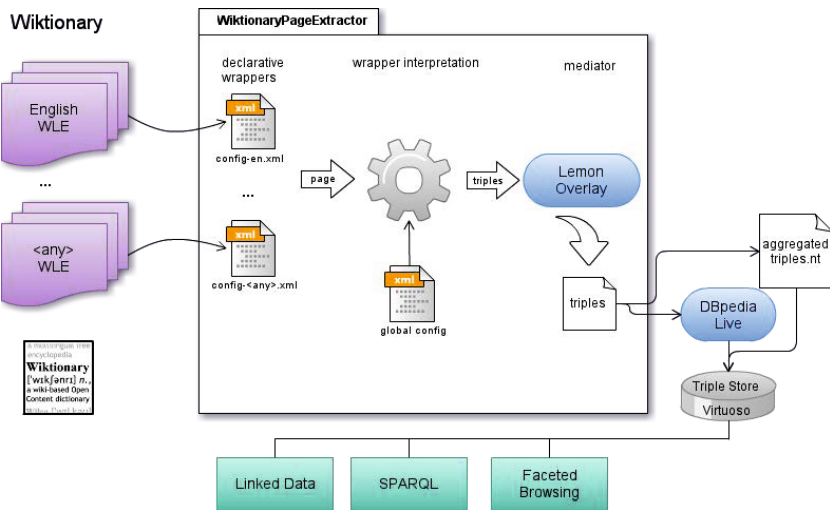 Wiktionary
WiktionaryPageExtractor
declarative
wrappers
wrapper interpretation
mediator
English
WLE
xml
config-en.xml
...
...
page
triples
Lemon
Overlay
<any>
WLE
xml
config-<any>.xml
xml
global config
triples
aggregated
triples.nt
DBpedia
Live
Triple Store
Virtuoso
encyclopedia
Wiktionary
['wɪkʃənrɪ] n.,
a wiki-based Open
Content dictionary
Linked Data
SPARQL
Faceted
Browsing